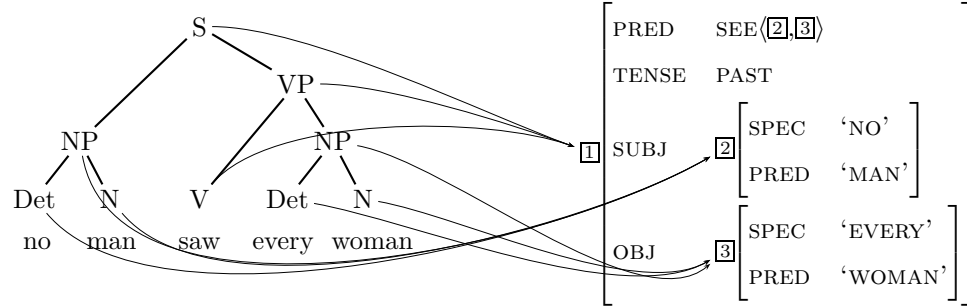 S
PRED SEE⟨2,3⟩
TENSE PAST
VP
NP NP
1 SUBJ 2 SPEC ‘NO’
PRED ‘MAN’
Det N V Det N
no man saw every woman
OBJ 3 SPEC ‘EVERY’
PRED ‘WOMAN’